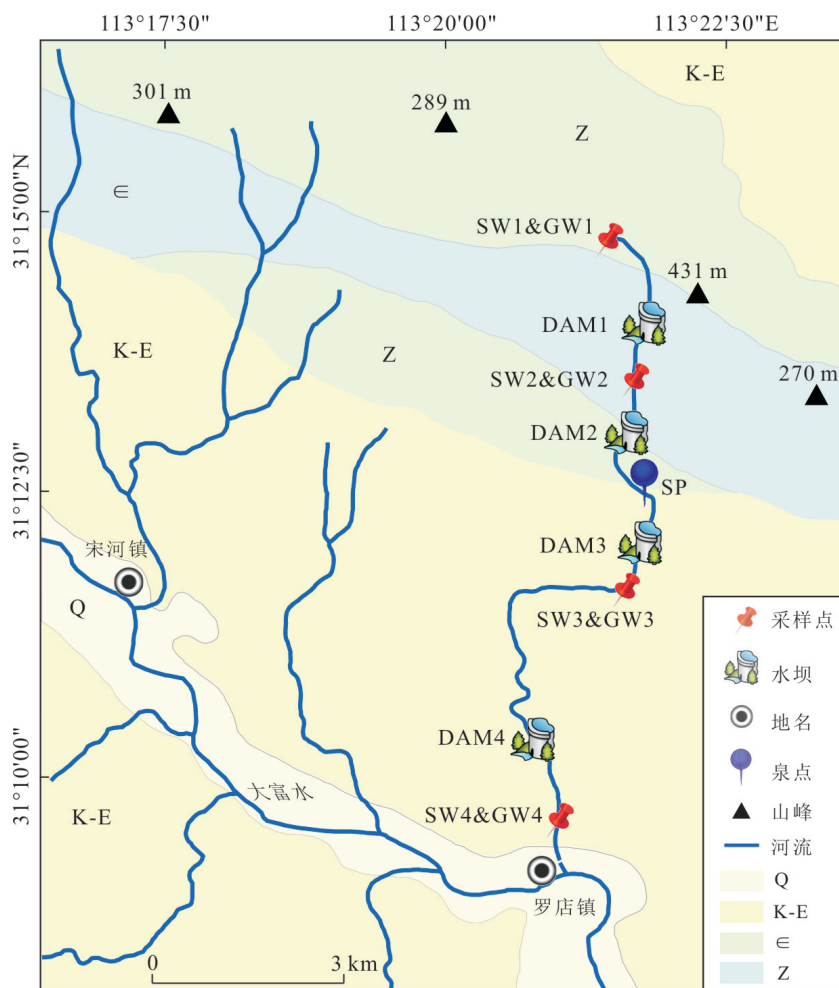 113°17'30" 113°20'00" 113°22'30"E
K-E
301 m
289 m
Z
∈
31°15'00"N
SW1&GW1
431 m
DAM1
K-E
Z
SW2&GW2
270 m
DAM2
SP
31°12'30"
DAM3
宋河镇
Q
SW3&GW3
采样点
水坝
DAM4
地名
31°10'00"
大富水
泉点
K-E
SW4&GW4
山峰
河流
Q
罗店镇
K-E
∈
0 3 km
Z